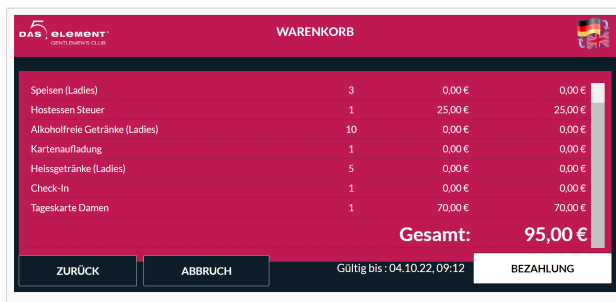 DAS 5. ELEMENT
GENTLEMEN'S CLUB
WARENKORB
Speisen (Ladies) 3 0,00 € 0,00 €
Hostessen Steuer 1 25,00 € 25,00 €
Alkoholfreie Getränke (Ladies) 10 0,00 € 0,00 €
Kartenaufladung 1 0,00 € 0,00 €
Heissgetränke (Ladies) 5 0,00 € 0,00 €
Check-In 1 0,00 € 0,00 €
Tageskarte Damen 1 70,00 € 70,00 €
Gesamt: 95,00 €
ZURÜCK ABBRUCH Gültig bis : 04.10.22, 09:12 BEZAHLUNG